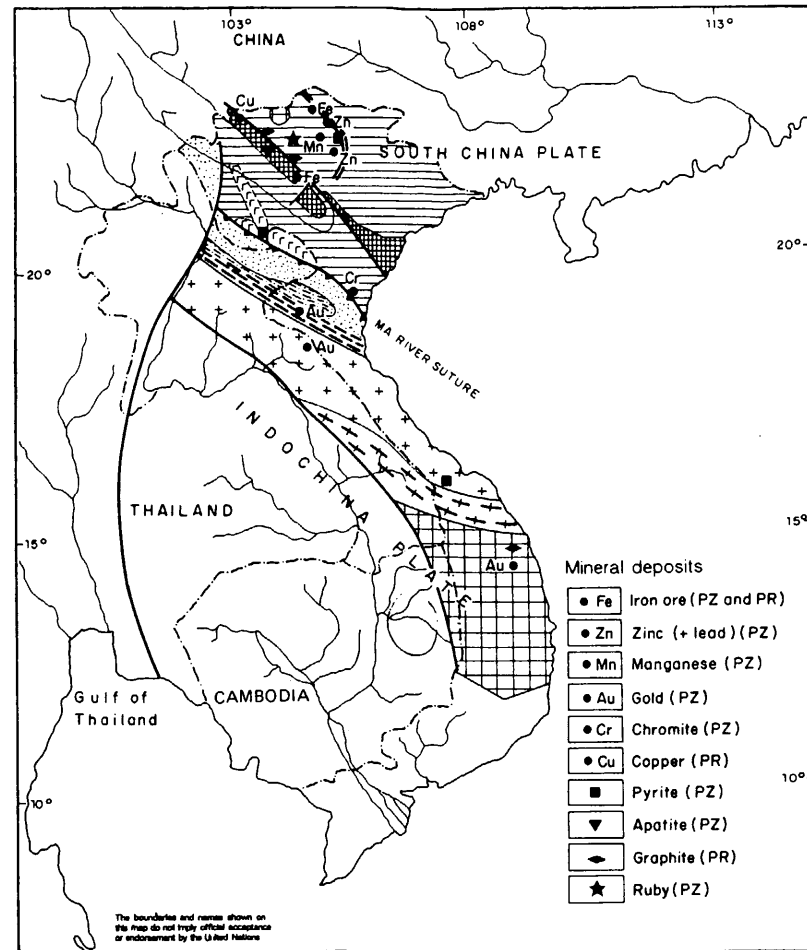 103°
108°
113°
CHINA
Cu
Fe
Zn
Mn
Zn
Fe
SOUTH CHINA PLATE
20°
20°
Cr
Au
MA RIVER SUTURE
Au
INDOCHINA PLATE
THAILAND
15°
15°
Au
CAMBODIA
Gulf of
Thailand
10°
10°
Mineral deposits
Fe Iron ore (PZ and PR)
Zn Zinc (+ lead) (PZ)
Mn Manganese (PZ)
Au Gold (PZ)
Cr Chromite (PZ)
Cu Copper (PR)
Pyrite (PZ)
Apatite (PZ)
Graphite (PR)
Ruby (PZ)
The boundaries and names shown on
this map do not imply official acceptance
or endorsement by the United Nations